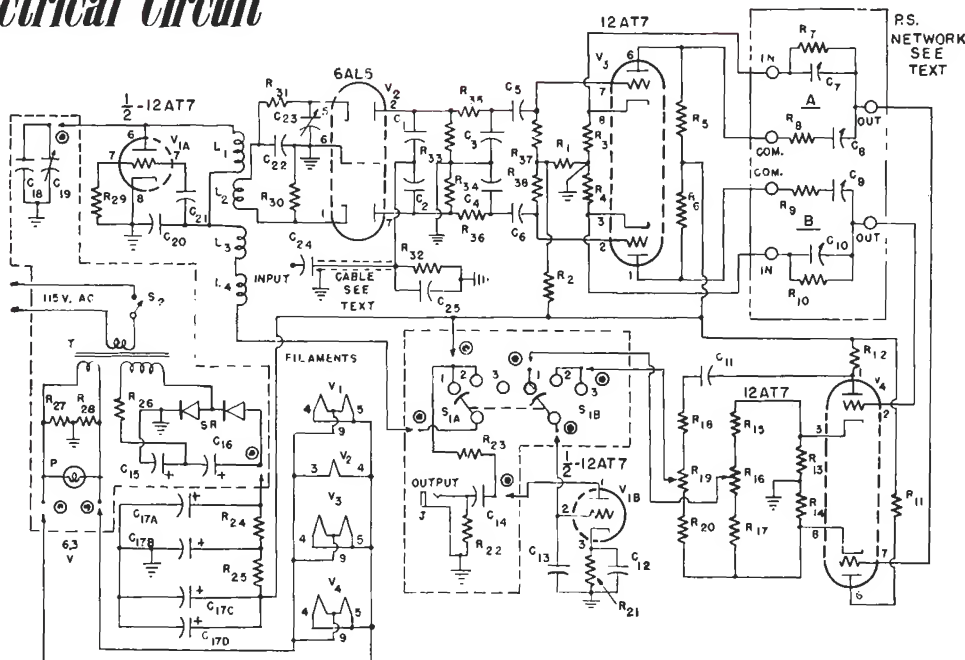 ctrical Circuit
12AT7
P.S.
NETWORK
SEE
TEXT
6AL5
1/2-12AT7
V1A
6
7
7
8
C18
C19
R29
C20
C21
L1
L2
L3
L4
R31
C23
5
C22
6
R30
V2
2
7
C1
C2
R33
R34
R35
C3
C4
R36
C5
C6
R37
R38
R1
R2
C24
INPUT
CABLE
SEE
TEXT
R32
C25
V3
6
7
8
R3
R4
3
2
1
R5
R6
IN
R7
C7
A
R8
C8
OUT
COM.
COM.
R9
C9
B
C10
OUT
IN
R10
115V. AC
S2
T
R27
R28
R26
SR
C15
C16
P
6.3
V
C17A
C17B
C17C
C17D
R24
R25
FILAMENTS
V1
4
5
9
V2
3
4
V3
4
5
9
V4
4
5
9
1
2
3
1
2
3
S1A
S1B
R23
OUTPUT
J
C14
R22
1/2-12AT7
V1B
1
2
3
C13
C12
R21
C11
R12
R18
R19
R20
12AT7
R15
R16
R17
R13
R14
R11
V4
1
2
3
8
7
6